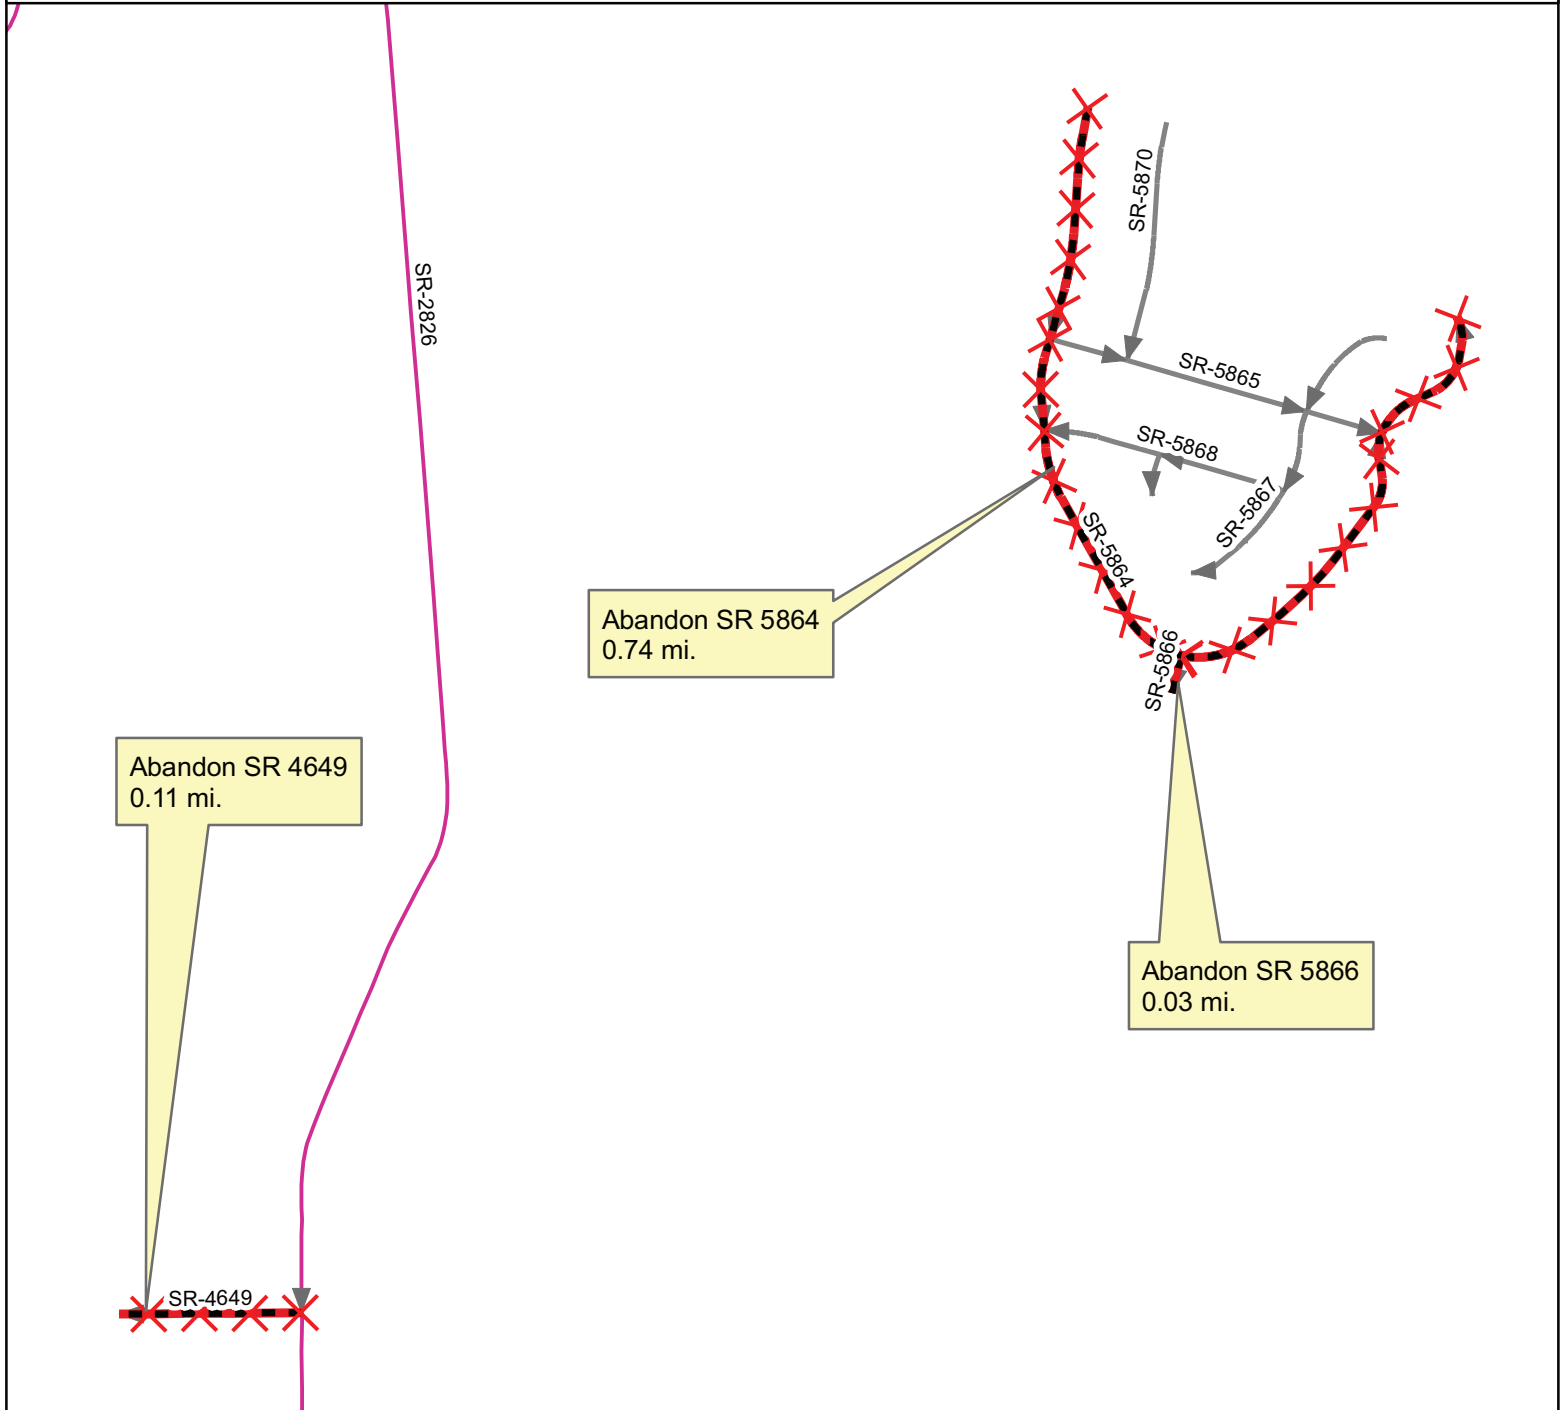 SR-5870
SR-2826
SR-5865
SR-5868
SR-5867
SR-5864
Abandon SR 5864
0.74 mi.
SR-5866
Abandon SR 4649
0.11 mi.
Abandon SR 5866
0.03 mi.
SR-4649